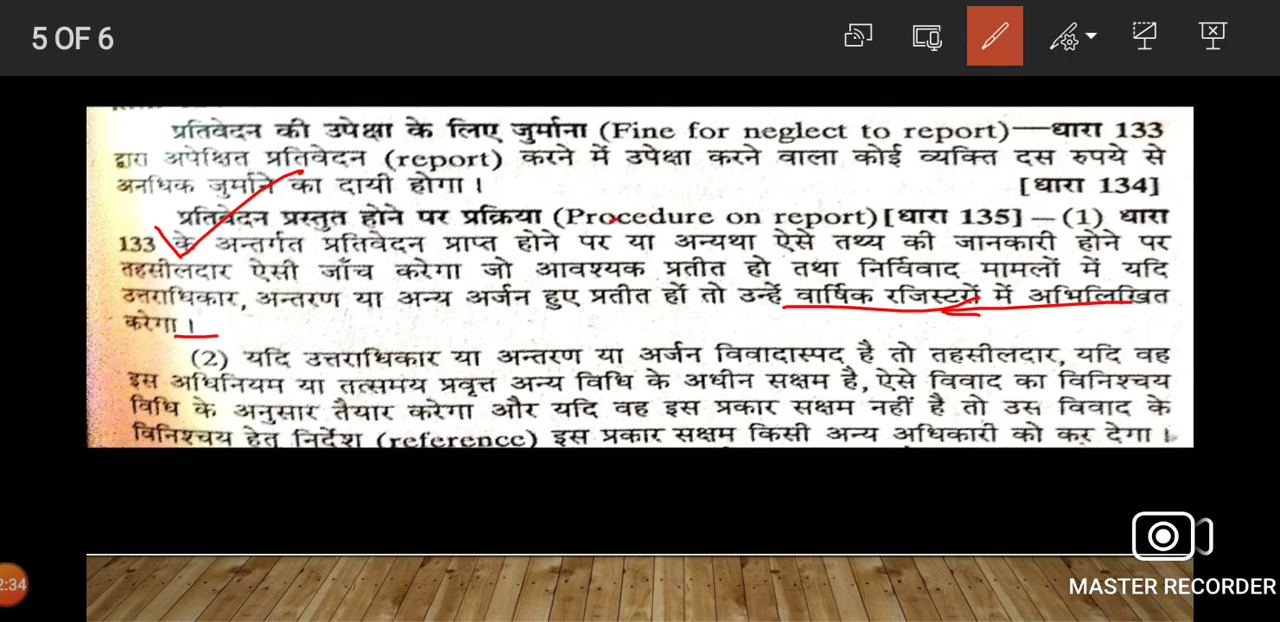 5 OF 6
प्रतिवेदन की उपेक्षा के लिए जुर्माना (Fine for neglect to report)—धारा 133
द्वारा अपेक्षित प्रतिवेदन (report) करने में उपेक्षा करने वाला कोई व्यक्ति दस रुपये से
अनधिक जुर्माने का दायी होगा। [धारा 134]
प्रतिवेदन प्रस्तुत होने पर प्रक्रिया (Procedure on report) [धारा 135] – (1) धारा
133 के अन्तर्गत प्रतिवेदन प्राप्त होने पर या अन्यथा ऐसे तथ्य की जानकारी होने पर
तहसीलदार ऐसी जाँच करेगा जो आवश्यक प्रतीत हो तथा निर्विवाद मामलों में यदि
उत्तराधिकार, अन्तरण या अन्य अर्जन हुए प्रतीत हों तो उन्हें वार्षिक रजिस्टरों में अभिलिखित
करेगा।
(2) यदि उत्तराधिकार या अन्तरण या अर्जन विवादास्पद है तो तहसीलदार, यदि वह
इस अधिनियम या तत्समय प्रवृत्त अन्य विधि के अधीन सक्षम है, ऐसे विवाद का विनिश्चय
विधि के अनुसार तैयार करेगा और यदि वह इस प्रकार सक्षम नहीं है तो उस विवाद के
विनिश्चय हेतु निर्देश (reference) इस प्रकार सक्षम किसी अन्य अधिकारी को कर देगा।
2:34
MASTER RECORDER